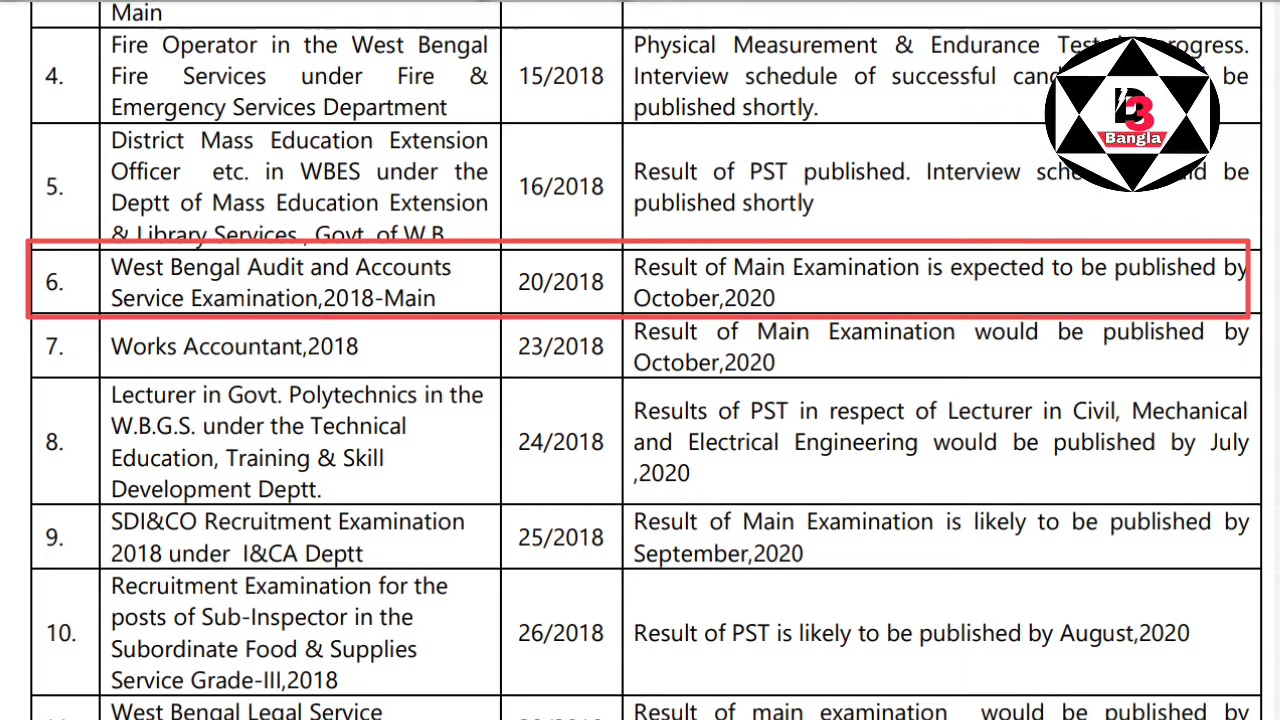 Main
4.
Fire Operator in the West Bengal
Fire Services under Fire &
Emergency Services Department
15/2018
Physical Measurement & Endurance
Interview schedule of successful be
published shortly.
5.
District Mass Education Extension
Officer etc. in WBES under the
Deptt of Mass Education Extension
& Library Services , Govt. of W.B.
16/2018
Result of PST published. Interview be
published shortly
6.
West Bengal Audit and Accounts
Service Examination,2018-Main
20/2018
Result of Main Examination is expected to be published by
October,2020
7.
Works Accountant,2018
23/2018
Result of Main Examination would be published by
October,2020
8.
Lecturer in Govt. Polytechnics in the
W.B.G.S. under the Technical
Education, Training & Skill
Development Deptt.
24/2018
Results of PST in respect of Lecturer in Civil, Mechanical
and Electrical Engineering would be published by July
,2020
9.
SDI&CO Recruitment Examination
2018 under I&CA Deptt
25/2018
Result of Main Examination is likely to be published by
September,2020
10.
Recruitment Examination for the
posts of Sub-Inspector in the
Subordinate Food & Supplies
Service Grade-III,2018
26/2018
Result of PST is likely to be published by August,2020
West Bengal Legal Service
Result of main examination would be published by
D3
Bangla